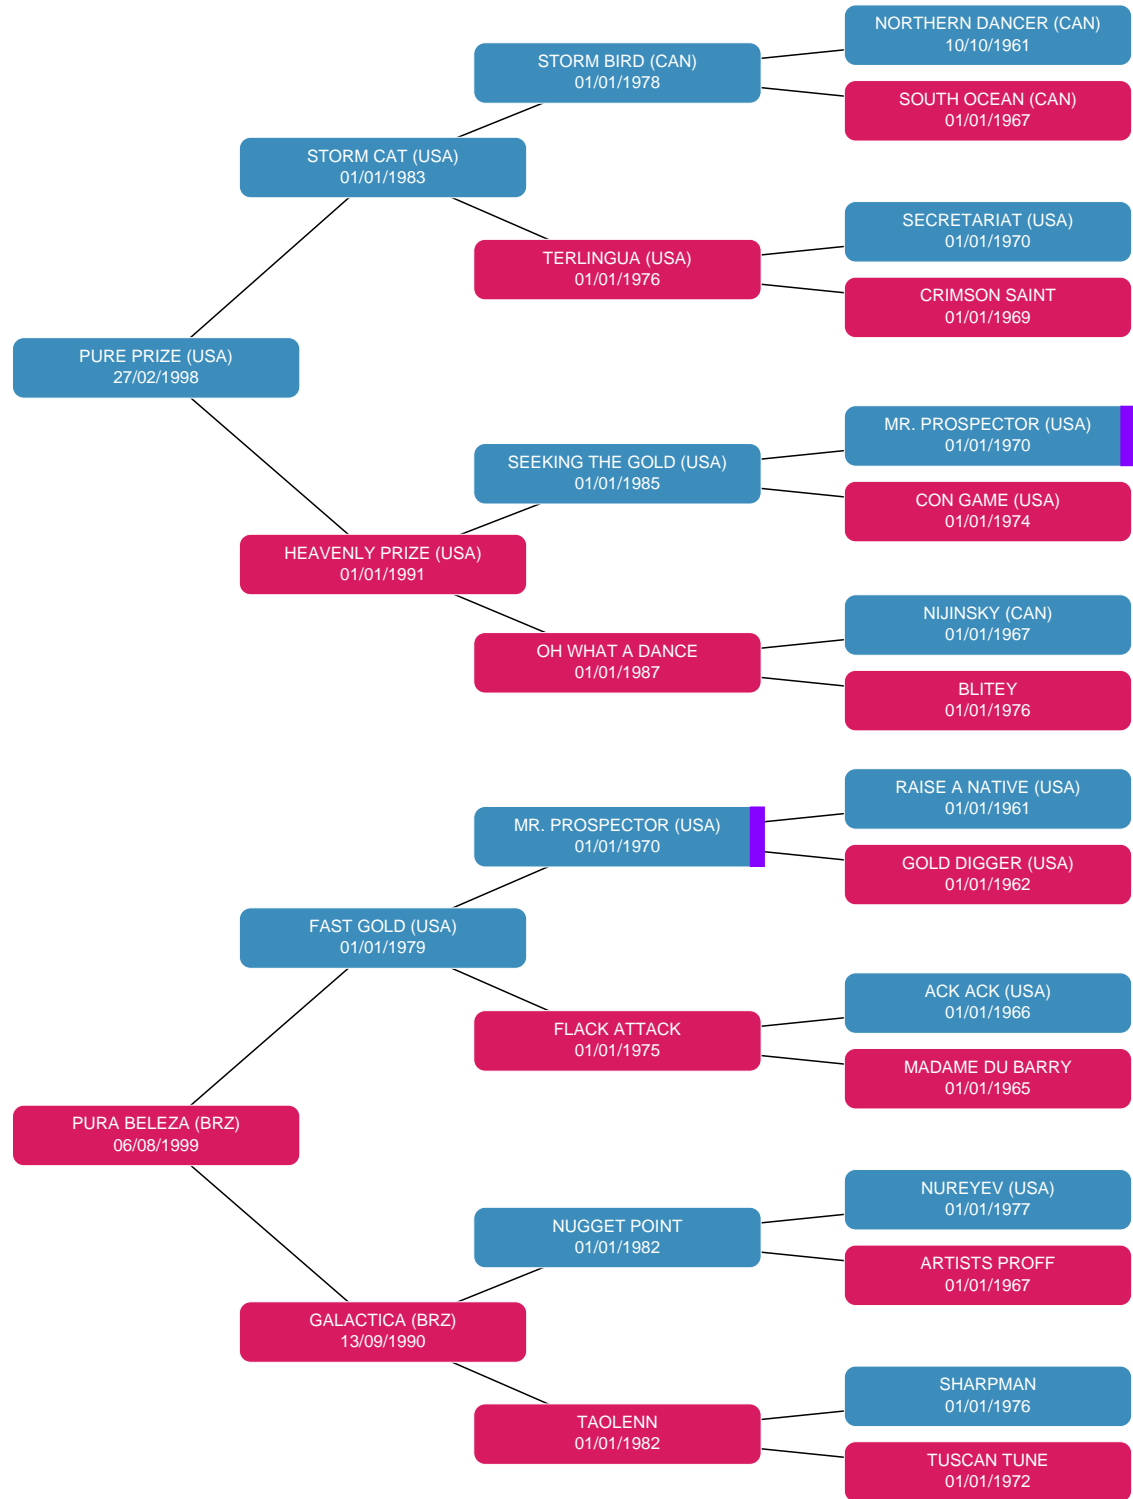 NORTHERN DANCER (CAN)
10/10/1961
STORM BIRD (CAN)
01/01/1978
SOUTH OCEAN (CAN)
01/01/1967
STORM CAT (USA)
01/01/1983
SECRETARIAT (USA)
01/01/1970
TERLINGUA (USA)
01/01/1976
CRIMSON SAINT
01/01/1969
PURE PRIZE (USA)
27/02/1998
MR. PROSPECTOR (USA)
01/01/1970
SEEKING THE GOLD (USA)
01/01/1985
CON GAME (USA)
01/01/1974
HEAVENLY PRIZE (USA)
01/01/1991
NIJINSKY (CAN)
01/01/1967
OH WHAT A DANCE
01/01/1987
BLITEY
01/01/1976
RAISE A NATIVE (USA)
01/01/1961
MR. PROSPECTOR (USA)
01/01/1970
GOLD DIGGER (USA)
01/01/1962
FAST GOLD (USA)
01/01/1979
ACK ACK (USA)
01/01/1966
FLACK ATTACK
01/01/1975
MADAME DU BARRY
01/01/1965
PURA BELEZA (BRZ)
06/08/1999
NUREYEV (USA)
01/01/1977
NUGGET POINT
01/01/1982
ARTISTS PROFF
01/01/1967
GALACTICA (BRZ)
13/09/1990
SHARPMAN
01/01/1976
TAOLENN
01/01/1982
TUSCAN TUNE
01/01/1972